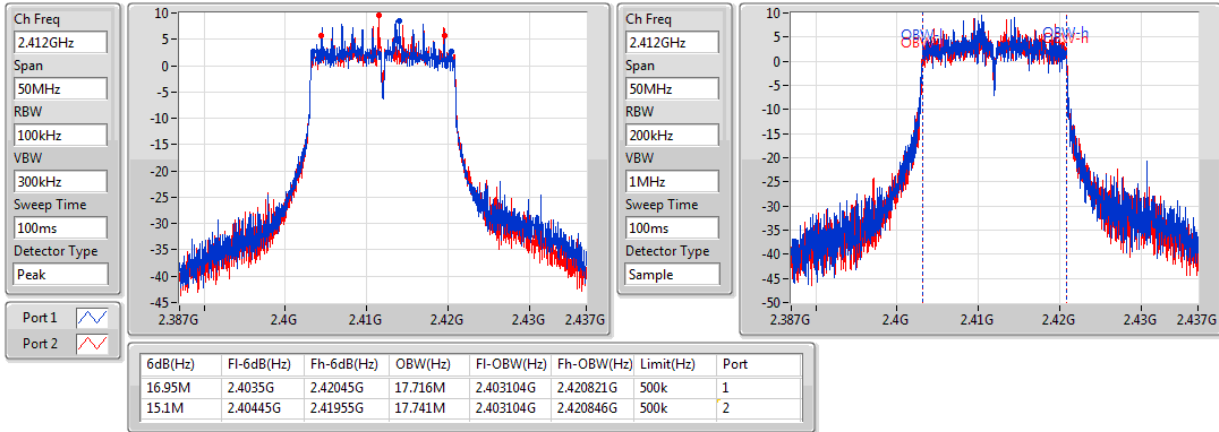 Ch Freq
2.412GHz
Span
50MHz
RBW
100kHz
VBW
300kHz
Sweep Time
100ms
Detector Type
Peak
Port 1
Port 2
10
5
0
-5
-10
-15
-20
-25
-30
-35
-40
-45
2.387G 2.4G 2.41G 2.42G 2.437G
Ch Freq
2.412GHz
Span
50MHz
RBW
200kHz
VBW
1MHz
Sweep Time
100ms
Detector Type
Sample
10
5
0
-5
-10
-15
-20
-25
-30
-35
-40
-45
-50
OBW-h
2.387G 2.4G 2.41G 2.42G 2.43G 2.437G
6dB(Hz) Fl-6dB(Hz) Fh-6dB(Hz) OBW(Hz) Fl-OBW(Hz) Fh-OBW(Hz) Limit(Hz) Port
16.95M 2.4035G 2.42045G 17.716M 2.403104G 2.420821G 500k 1
15.1M 2.40445G 2.41955G 17.741M 2.403104G 2.420846G 500k 2